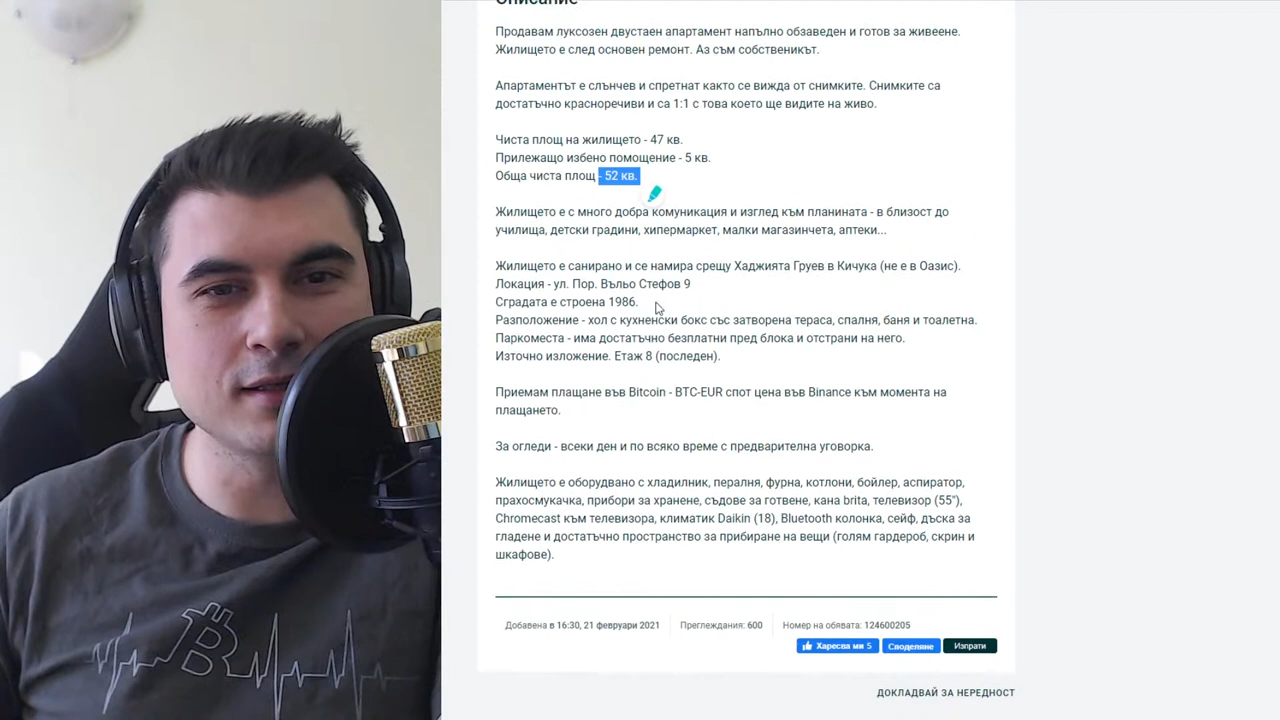 Описание
Продавам луксозен двустаен апартамент напълно обзаведен и готов за живеене.
Жилището е след основен ремонт. Аз съм собственикът.
Апартаментът е слънчев и спретнат както се вижда от снимките. Снимките са
достатъчно красноречиви и са 1:1 с това което ще видите на живо.
Чиста площ на жилището - 47 кв.
Прилежащо избено помощение - 5 кв.
Обща чиста площ - 52 кв.
Жилището е с много добра комуникация и изглед към планината - в близост до
училища, детски градини, хипермаркет, малки магазинчета, аптеки...
Жилището е санирано и се намира срещу Хаджията Груев в Кичука (не е в Оазис).
Локация - ул. Пор. Въльо Стефов 9
Сградата е строена 1986.
Разположение - хол с кухненски бокс със затворена тераса, спалня, баня и тоалетна.
Паркоместа - има достатъчно безплатни пред блока и отстрани на него.
Източно изложение. Етаж 8 (последен).
Приемам плащане във Bitcoin - BTC-EUR спот цена във Binance към момента на
плащането.
За огледи - всеки ден и по всяко време с предварителна уговорка.
Жилището е оборудвано с хладилник, пералня, фурна, котлони, бойлер, аспиратор,
прахосмукачка, прибори за хранене, съдове за готвене, кана brita, телевизор (55"),
Chromecast към телевизора, климатик Daikin (18), Bluetooth колонка, сейф, дъска за
гладене и достатъчно пространство за прибиране на вещи (голям гардероб, скрин и
шкафове).
Добавена в 16:30, 21 февруари 2021 Преглеждания: 600 Номер на обявата: 124600205
Харесва ми 5 Споделяне Изпрати
ДОКЛАДВАЙ ЗА НЕРЕДНОСТ